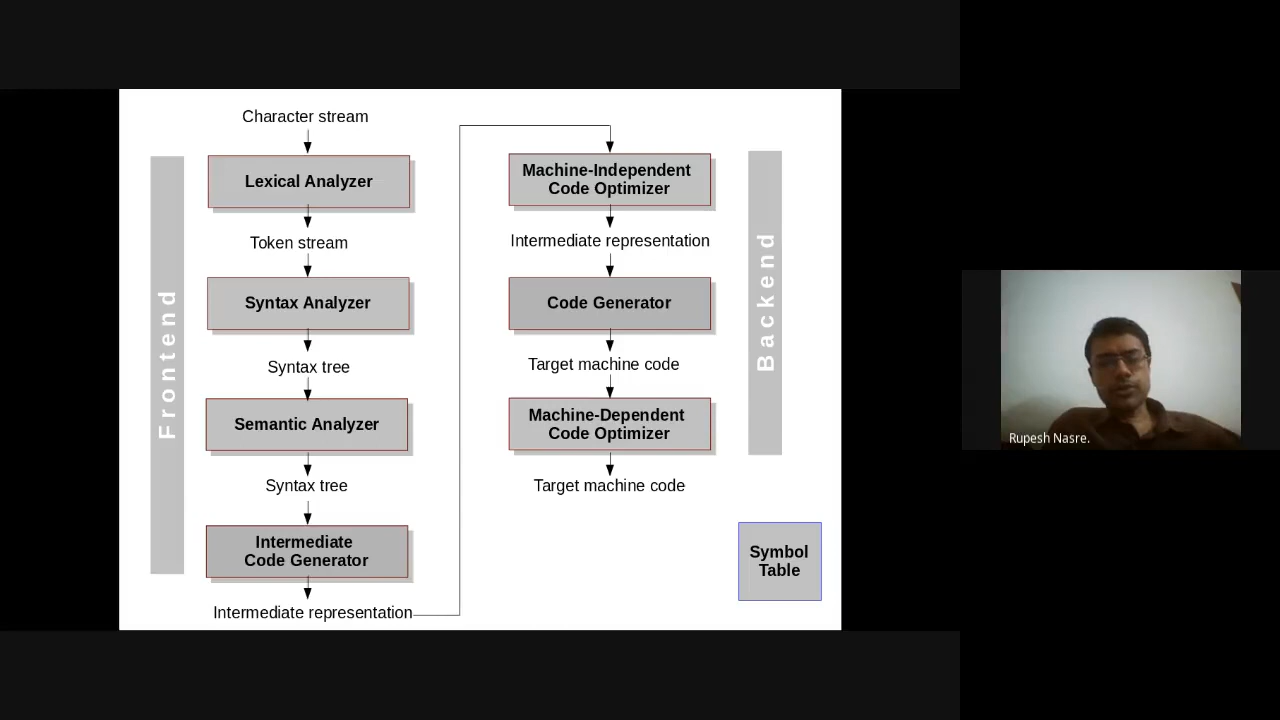 Character stream
Lexical Analyzer
Token stream
Syntax Analyzer
Syntax tree
Semantic Analyzer
Syntax tree
Intermediate
Code Generator
Intermediate representation
Frontend
Machine-Independent
Code Optimizer
Intermediate representation
Code Generator
Target machine code
Machine-Dependent
Code Optimizer
Target machine code
Backend
Symbol
Table
Rupesh Nasre.